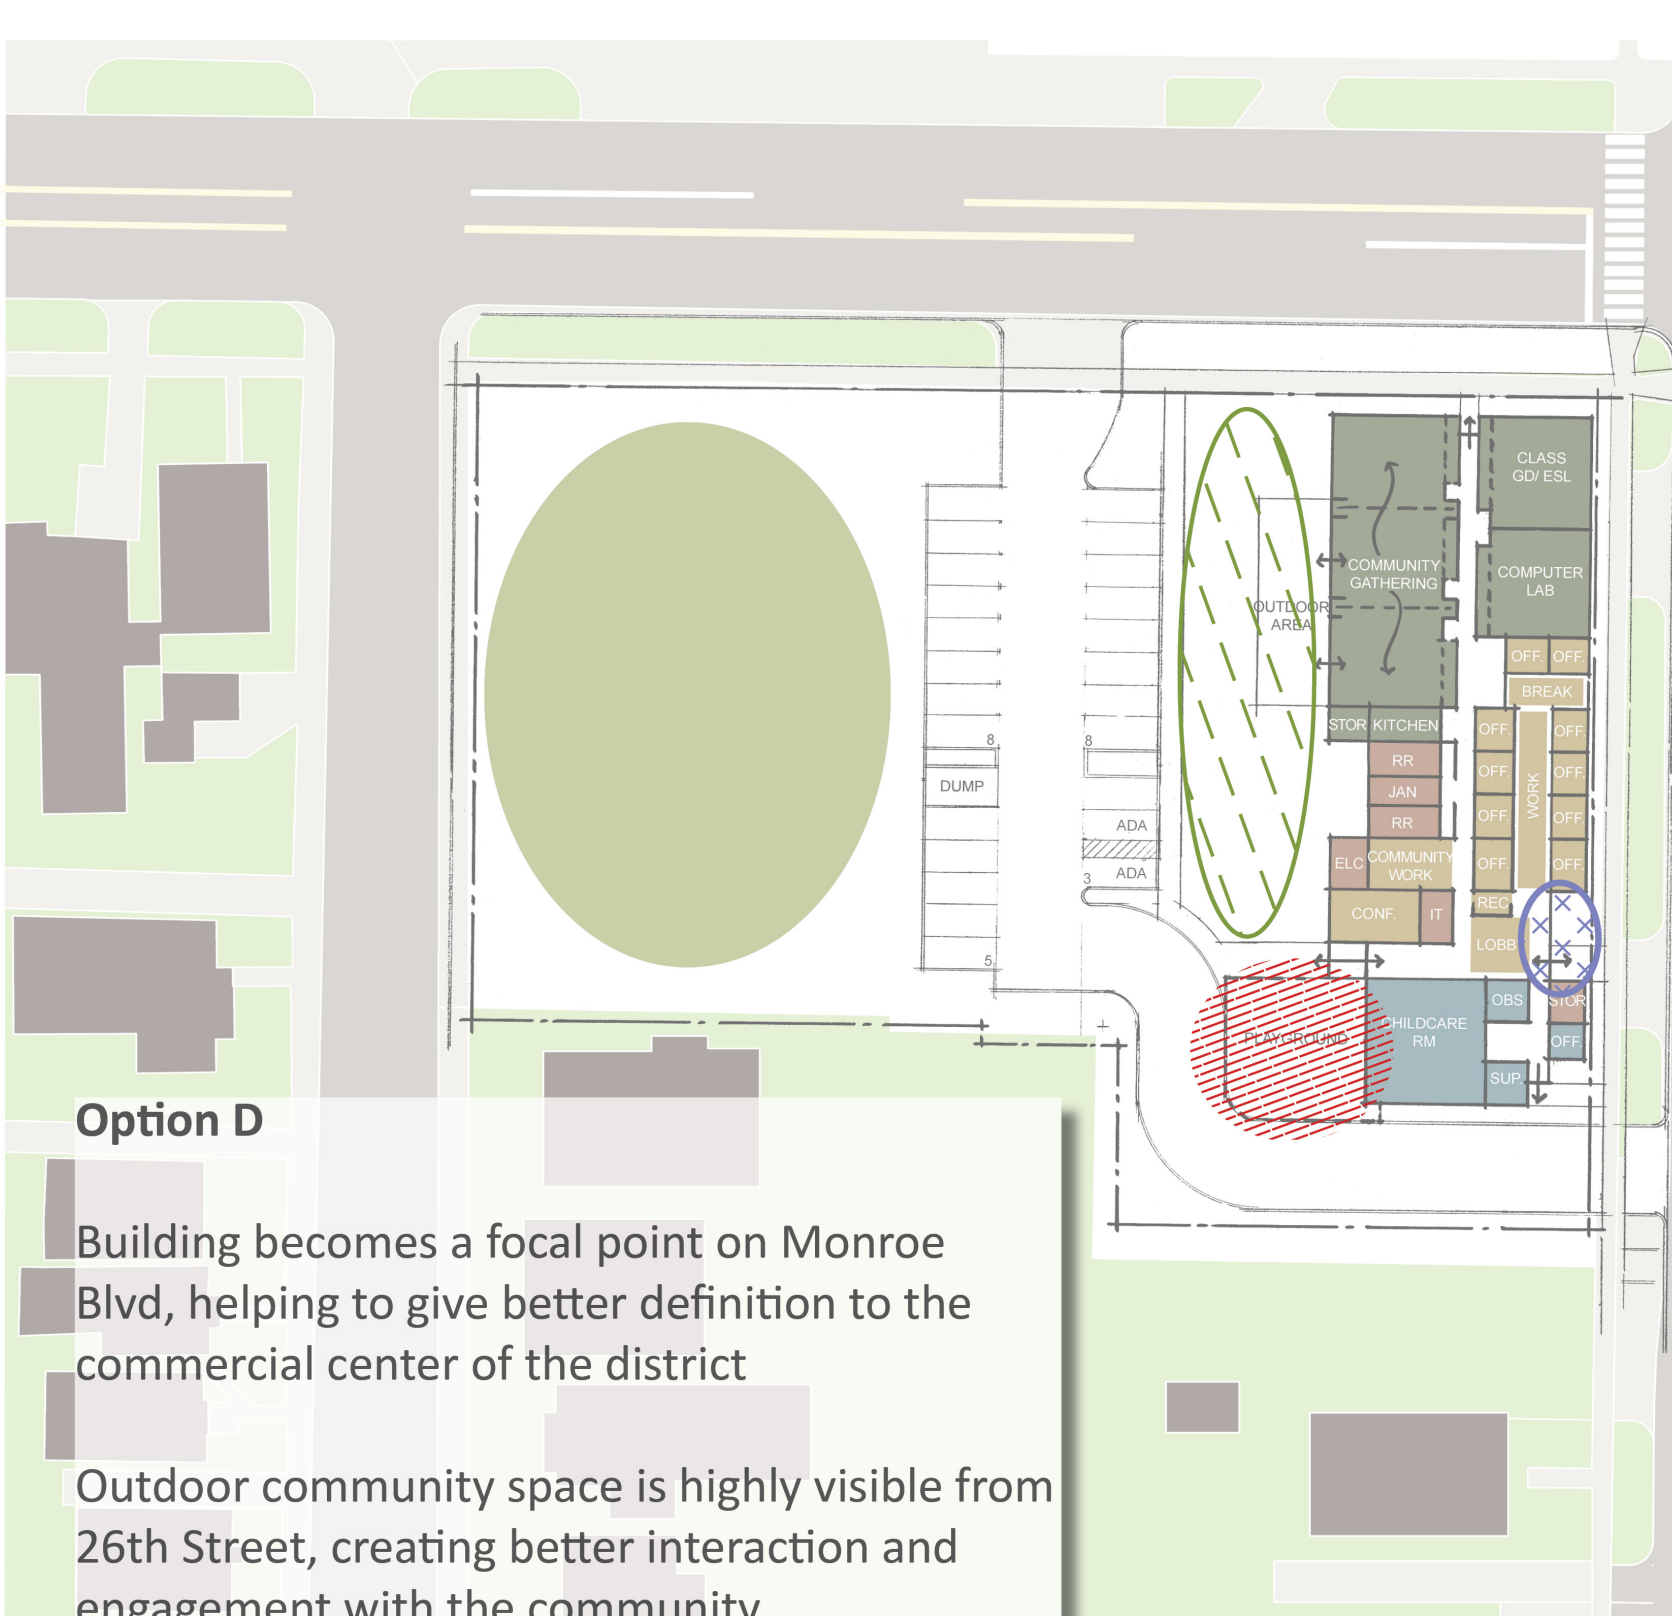 CLASS
GD/ ESL
COMMUNITY
GATHERING
COMPUTER
LAB
OUTDOOR
AREA
OFF. OFF.
BREAK
STOR KITCHEN
OFF. OFF.
RR
OFF. OFF.
JAN
WORK
RR
OFF. OFF.
ELC COMMUNITY
WORK
OFF. OFF
REC
CONF. IT
LOBB
8 8
DUMP
ADA
ADA
3
5
OBS STOR
CHILDCARE
RM
PLAYGROUND
OFF.
SUP.
Option D
Building becomes a focal point on Monroe
Blvd, helping to give better definition to the
commercial center of the district
Outdoor community space is highly visible from
26th Street, creating better interaction and
engagement with the community